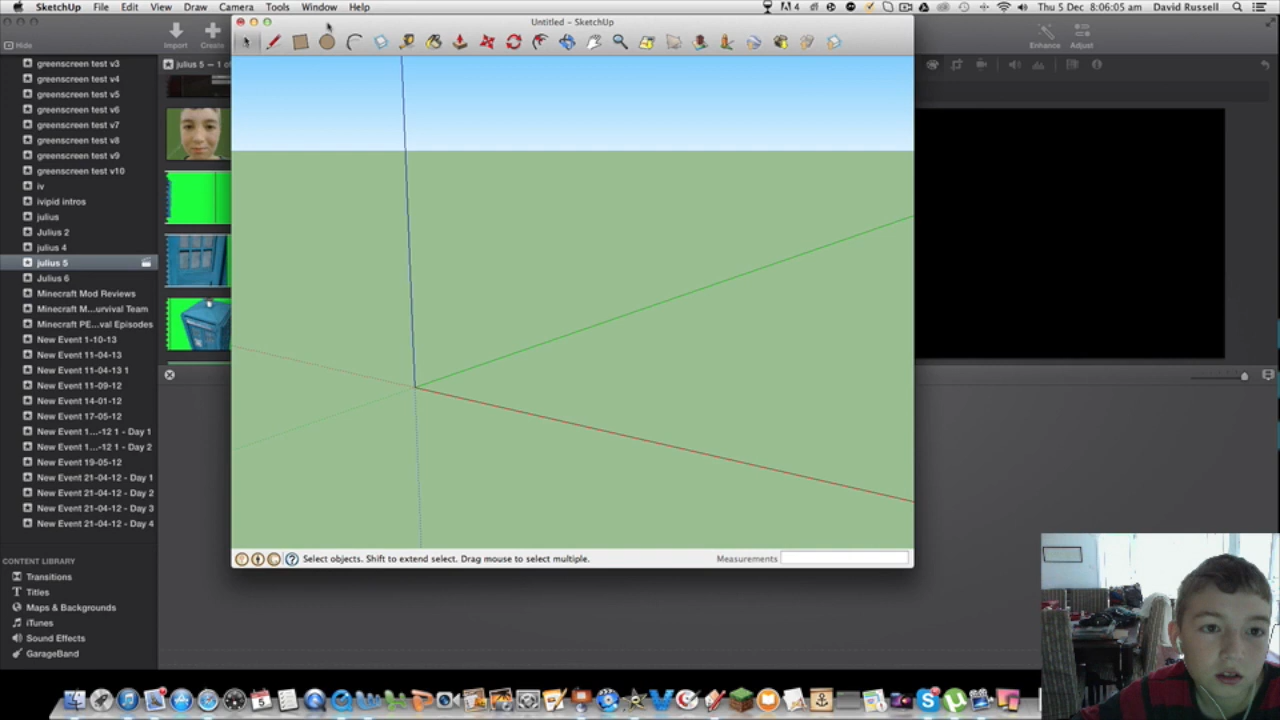 SketchUp File Edit View Draw Camera Tools Window Help
4 Thu 5 Dec 8:06:05 am David Russell
Untitled – SketchUp
Hide
Import
Create
Enhance
Adjust
julius 5 — 1
greenscreen test v3
greenscreen test v4
greenscreen test v5
greenscreen test v6
greenscreen test v7
greenscreen test v8
greenscreen test v9
greenscreen test v10
iv
ivipid intros
julius
Julius 2
julius 4
julius 5
Julius 6
Minecraft Mod Reviews
Minecraft M...urvival Team
Minecraft PE...val Episodes
New Event 1-10-13
New Event 11-04-13
New Event 11-04-13 1
New Event 11-09-12
New Event 14-01-12
New Event 17-05-12
New Event 1...-12 1 - Day 1
New Event 1...-12 1 - Day 2
New Event 19-05-12
New Event 21-04-12 - Day 1
New Event 21-04-12 - Day 2
New Event 21-04-12 - Day 3
New Event 21-04-12 - Day 4
CONTENT LIBRARY
Transitions
T Titles
Maps & Backgrounds
iTunes
Sound Effects
GarageBand
Select objects. Shift to extend select. Drag mouse to select multiple.
Measurements